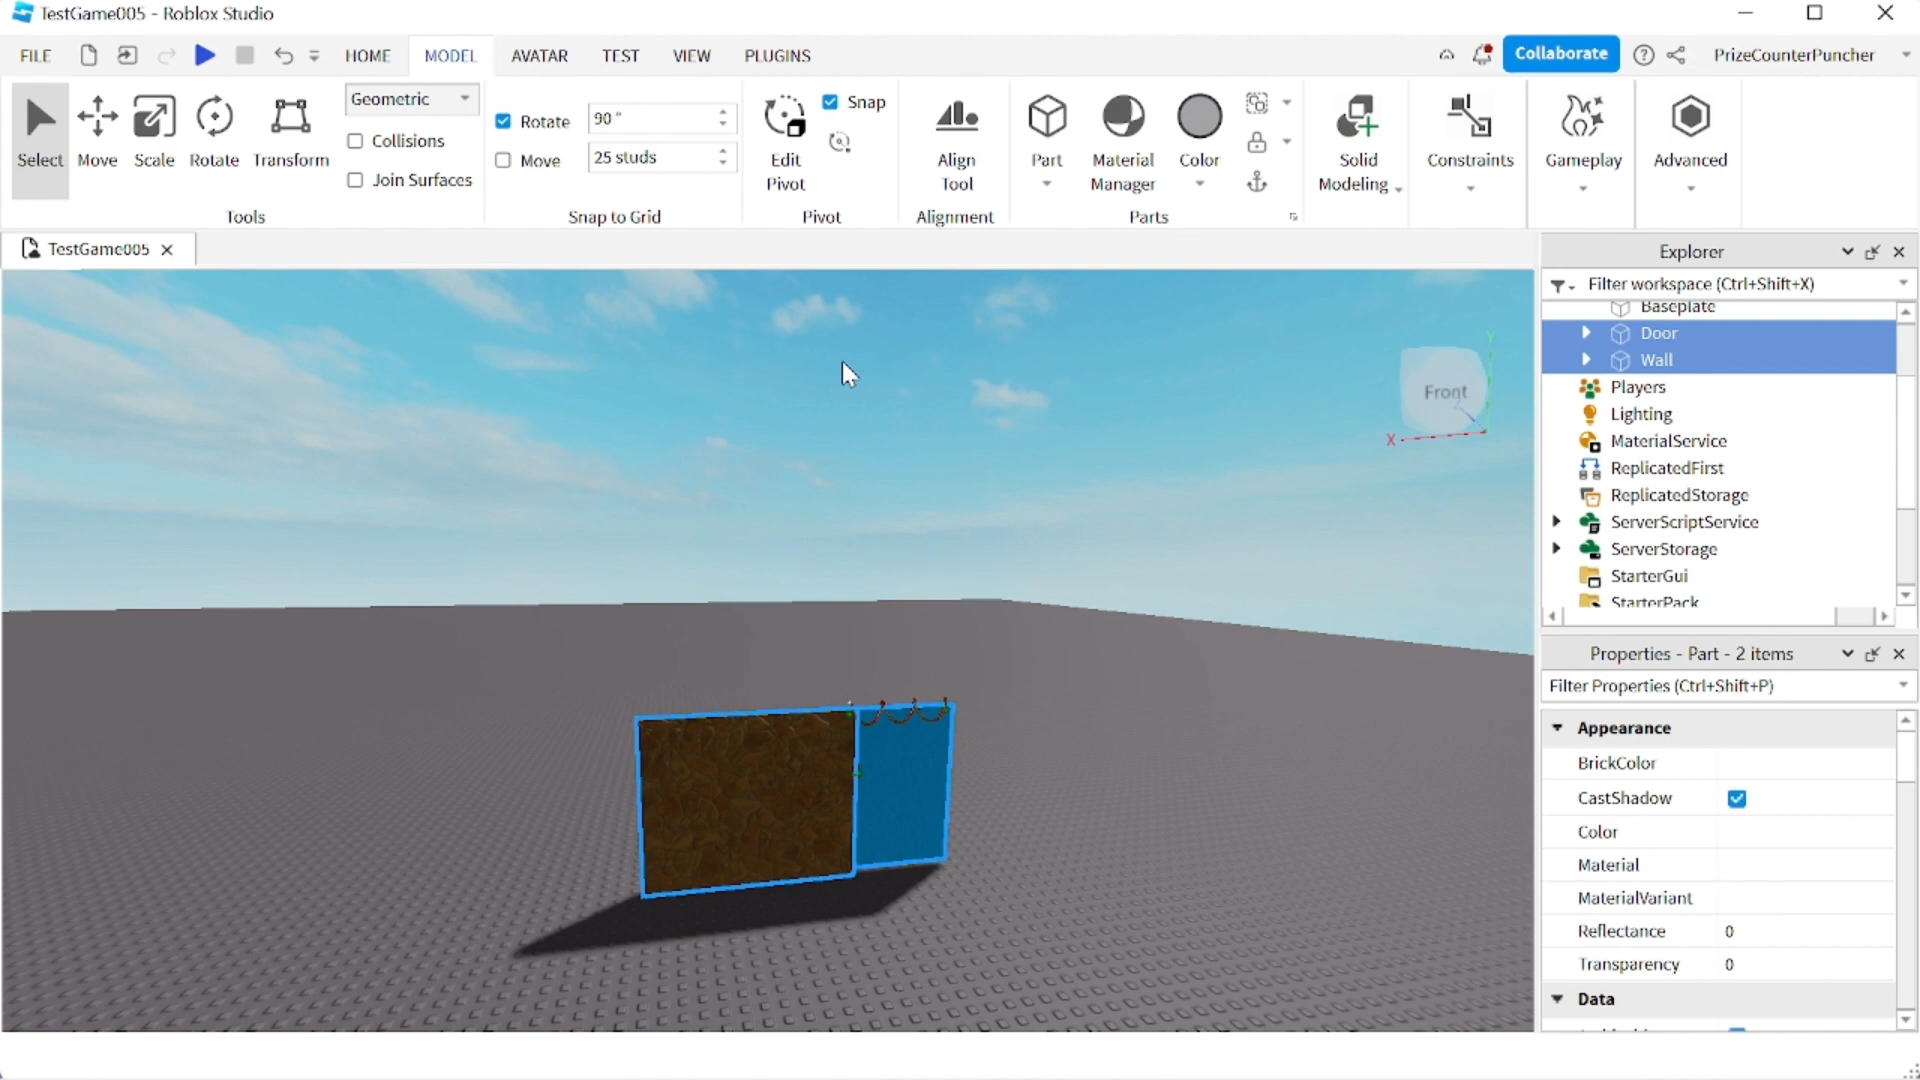 TestGame005 - Roblox Studio
FILE HOME MODEL AVATAR TEST VIEW PLUGINS Collaborate PrizeCounterPuncher
Select Move Scale Rotate Transform
Geometric
Collisions
Join Surfaces
Tools
Rotate 90 °
Move 25 studs
Snap to Grid
Edit Pivot
Snap
Pivot
Align Tool
Alignment
Part
Material Manager
Color
Parts
Solid Modeling
Constraints
Gameplay
Advanced
TestGame005
Front
X
Y
Explorer
Filter workspace (Ctrl+Shift+X)
Baseplate
Door
Wall
Players
Lighting
MaterialService
ReplicatedFirst
ReplicatedStorage
ServerScriptService
ServerStorage
StarterGui
StarterPack
Properties - Part - 2 items
Filter Properties (Ctrl+Shift+P)
Appearance
BrickColor
CastShadow
Color
Material
MaterialVariant
Reflectance 0
Transparency 0
Data